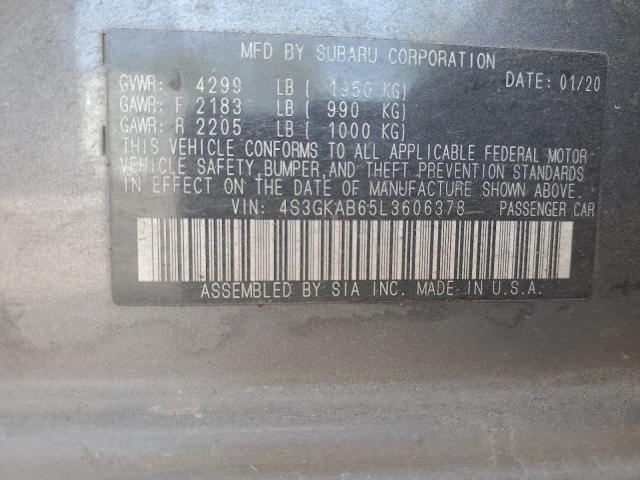 MFD BY SUBARU CORPORATION
GVWR: 4299 LB ( 1950 KG) DATE: 01/20
GAWR: F 2183 LB ( 990 KG)
GAWR: R 2205 LB ( 1000 KG)
THIS VEHICLE CONFORMS TO ALL APPLICABLE FEDERAL MOTOR
VEHICLE SAFETY, BUMPER, AND THEFT PREVENTION STANDARDS
IN EFFECT ON THE DATE OF MANUFACTURE SHOWN ABOVE.
VIN: 4S3GKAB65L3606378 PASSENGER CAR
ASSEMBLED BY SIA INC. MADE IN U.S.A.